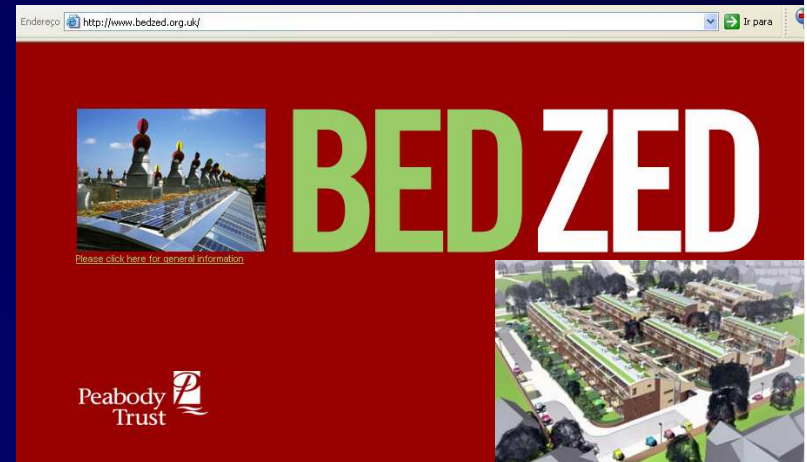 Endereço http://www.bedzed.org.uk/ Ir para
BEDZED
Please click here for general information
Peabody
Trust